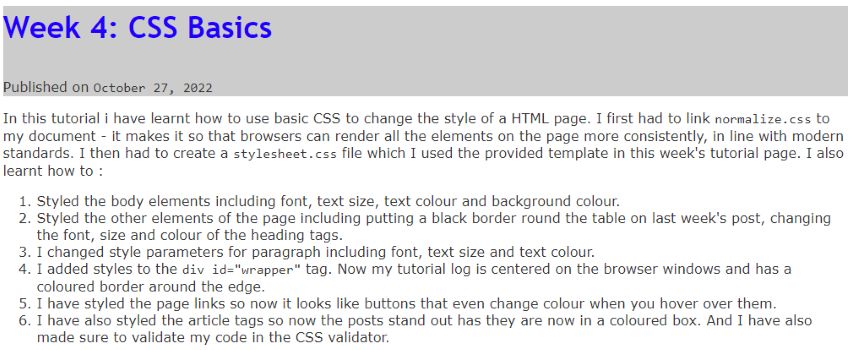 Week 4: CSS Basics
Published on October 27, 2022
In this tutorial i have learnt how to use basic CSS to change the style of a HTML page. I first had to link normalize.css to
my document - it makes it so that browsers can render all the elements on the page more consistently, in line with modern
standards. I then had to create a stylesheet.css file which I used the provided template in this week's tutorial page. I also
learnt how to :
1. Styled the body elements including font, text size, text colour and background colour.
2. Styled the other elements of the page including putting a black border round the table on last week's post, changing
the font, size and colour of the heading tags.
3. I changed style parameters for paragraph including font, text size and text colour.
4. I added styles to the div id="wrapper" tag. Now my tutorial log is centered on the browser windows and has a
coloured border around the edge.
5. I have styled the page links so now it looks like buttons that even change colour when you hover over them.
6. I have also styled the article tags so now the posts stand out has they are now in a coloured box. And I have also
made sure to validate my code in the CSS validator.